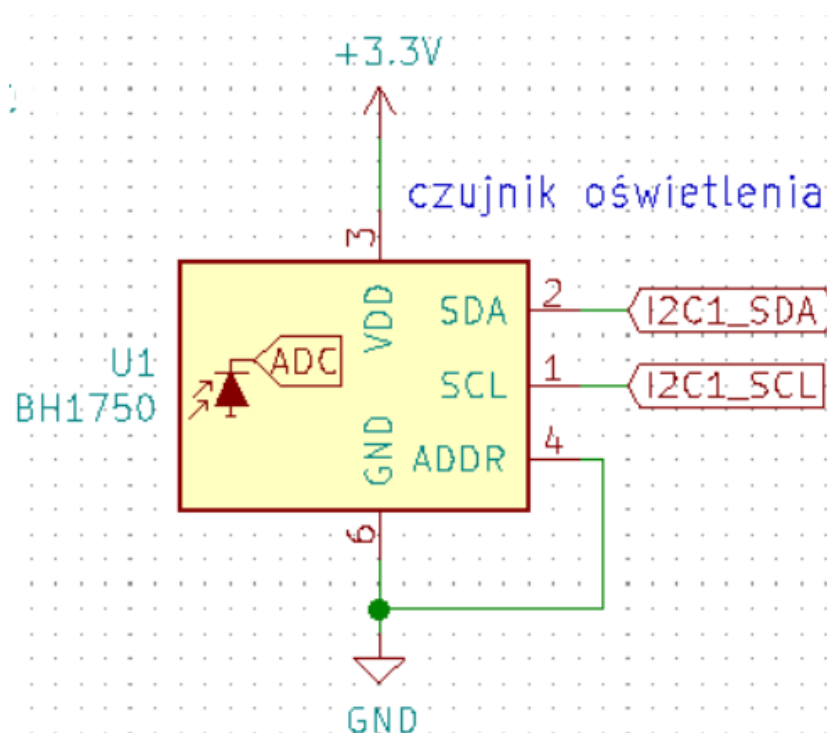 +3.3V
czujnik oświetlenia
3
VDD
SDA
2
I2C1_SDA
ADC
U1
BH1750
SCL
1
I2C1_SCL
GND
ADDR
4
6
GND